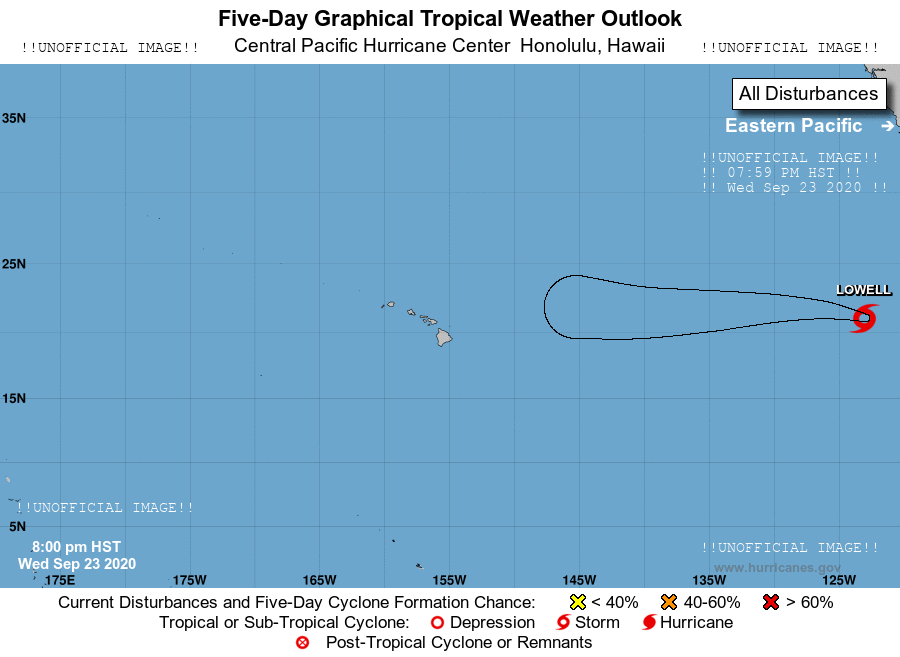 Five-Day Graphical Tropical Weather Outlook
!!UNOFFICIAL IMAGE!! Central Pacific Hurricane Center Honolulu, Hawaii !!UNOFFICIAL IMAGE!!
All Disturbances
35N
Eastern Pacific →
!!UNOFFICIAL IMAGE!!
!! 07:59 PM HST !!
!! Wed Sep 23 2020 !!
25N
LOWELL
15N
!!UNOFFICIAL IMAGE!!
5N
8:00 pm HST
Wed Sep 23 2020
!!UNOFFICIAL IMAGE!!
www.hurricanes.gov
175E 175W 165W 155W 145W 135W 125W
Current Disturbances and Five-Day Cyclone Formation Chance: < 40% 40-60% > 60%
Tropical or Sub-Tropical Cyclone: Depression Storm Hurricane
Post-Tropical Cyclone or Remnants